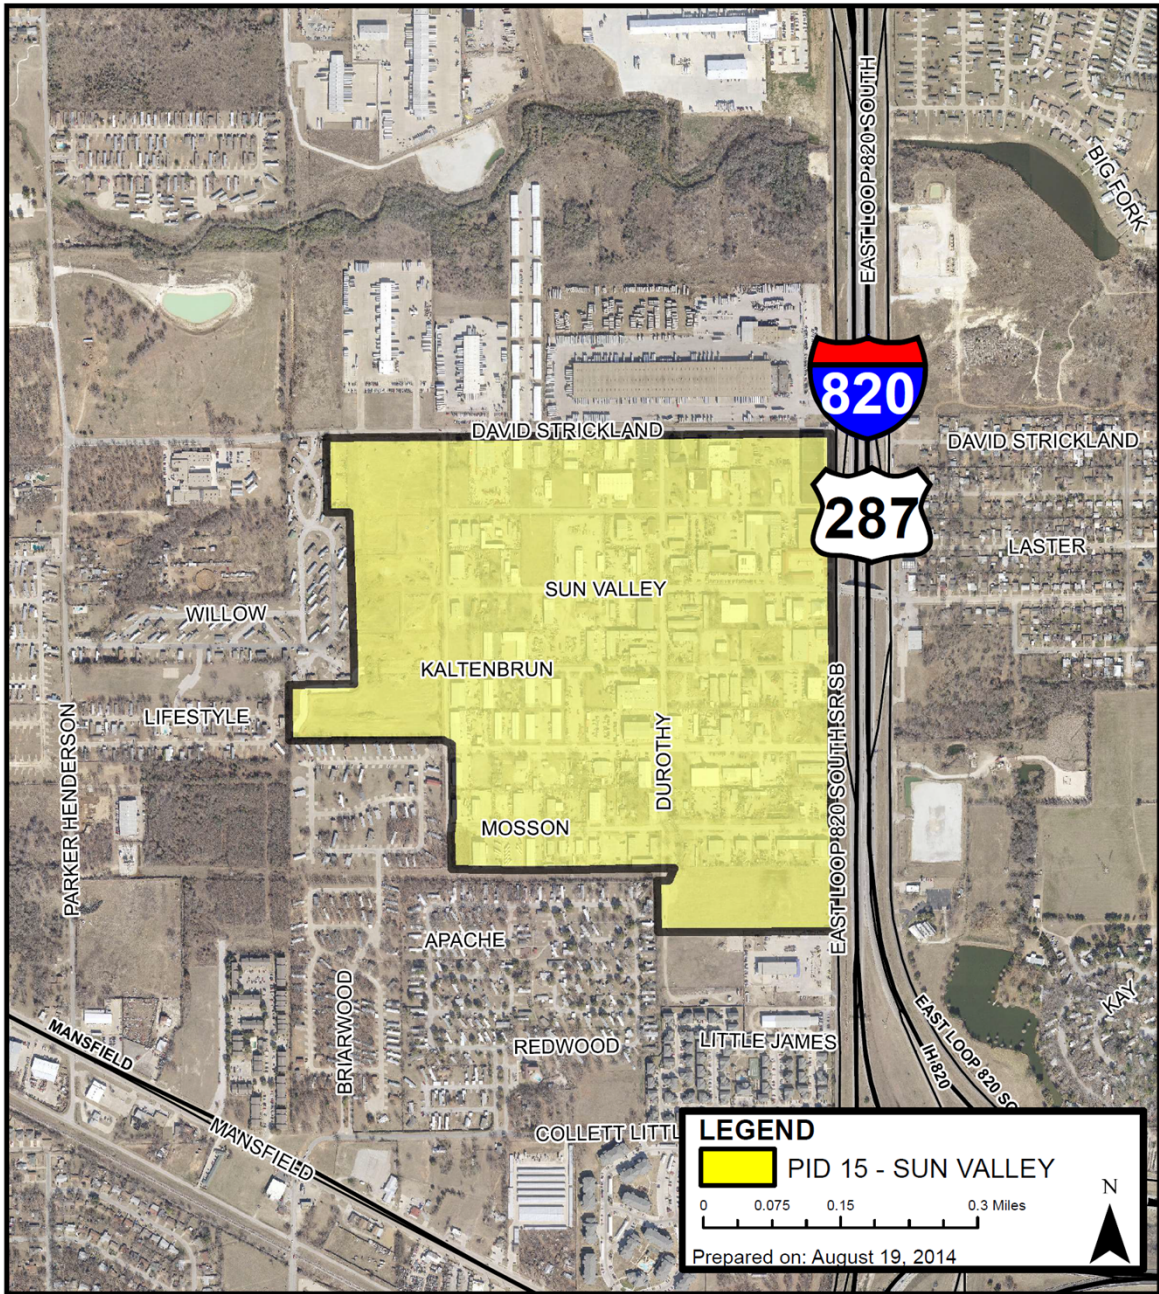 EAST LOOP 820 SOUTH
BIG FORK
820
DAVID STRICKLAND
DAVID STRICKLAND
287
LASTER
SUN VALLEY
WILLOW
KALTENBRUN
LIFESTYLE
PARKER HENDERSON
DUROTHY
EAST LOOP 820 SOUTH SR SB
MOSSON
APACHE
BRIARWOOD
KAY
MANSFIELD
REDWOOD
LITTLE JAMES
EAST LOOP 820 SO
IH820
MANSFIELD
COLLETT LITTL
LEGEND
PID 15 - SUN VALLEY
0 0.075 0.15 0.3 Miles
N
Prepared on: August 19, 2014